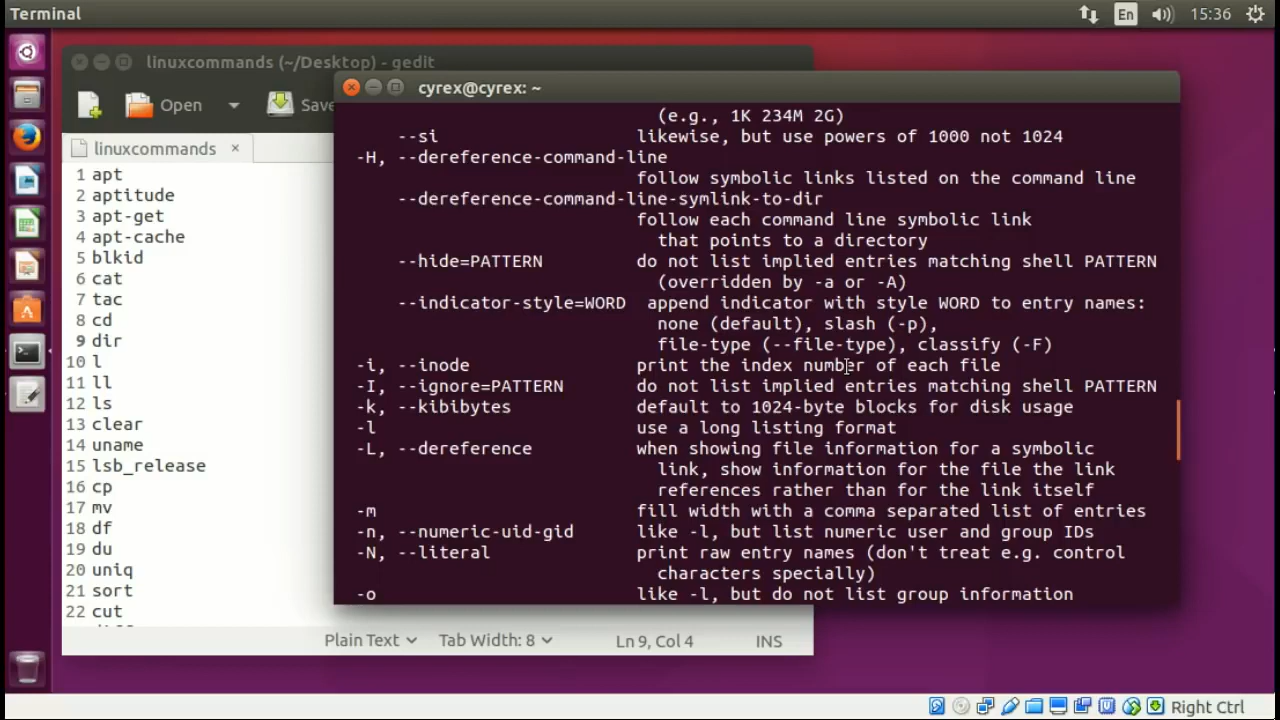 Terminal
En
15:36
linuxcommands (~/Desktop) - gedit
Open
Save
linuxcommands ×
1 apt
2 aptitude
3 apt-get
4 apt-cache
5 blkid
6 cat
7 tac
8 cd
9 dir
10 l
11 ll
12 ls
13 clear
14 uname
15 lsb_release
16 cp
17 mv
18 df
19 du
20 uniq
21 sort
22 cut
Plain Text
Tab Width: 8
Ln 9, Col 4
INS
cyrex@cyrex: ~
(e.g., 1K 234M 2G)
--si likewise, but use powers of 1000 not 1024
-H, --dereference-command-line
follow symbolic links listed on the command line
--dereference-command-line-symlink-to-dir
follow each command line symbolic link
that points to a directory
--hide=PATTERN do not list implied entries matching shell PATTERN
(overridden by -a or -A)
--indicator-style=WORD append indicator with style WORD to entry names:
none (default), slash (-p),
file-type (--file-type), classify (-F)
-i, --inode print the index number of each file
-I, --ignore=PATTERN do not list implied entries matching shell PATTERN
-k, --kibibytes default to 1024-byte blocks for disk usage
-l use a long listing format
-L, --dereference when showing file information for a symbolic
link, show information for the file the link
references rather than for the link itself
-m fill width with a comma separated list of entries
-n, --numeric-uid-gid like -l, but list numeric user and group IDs
-N, --literal print raw entry names (don't treat e.g. control
characters specially)
-o like -l, but do not list group information
Right Ctrl